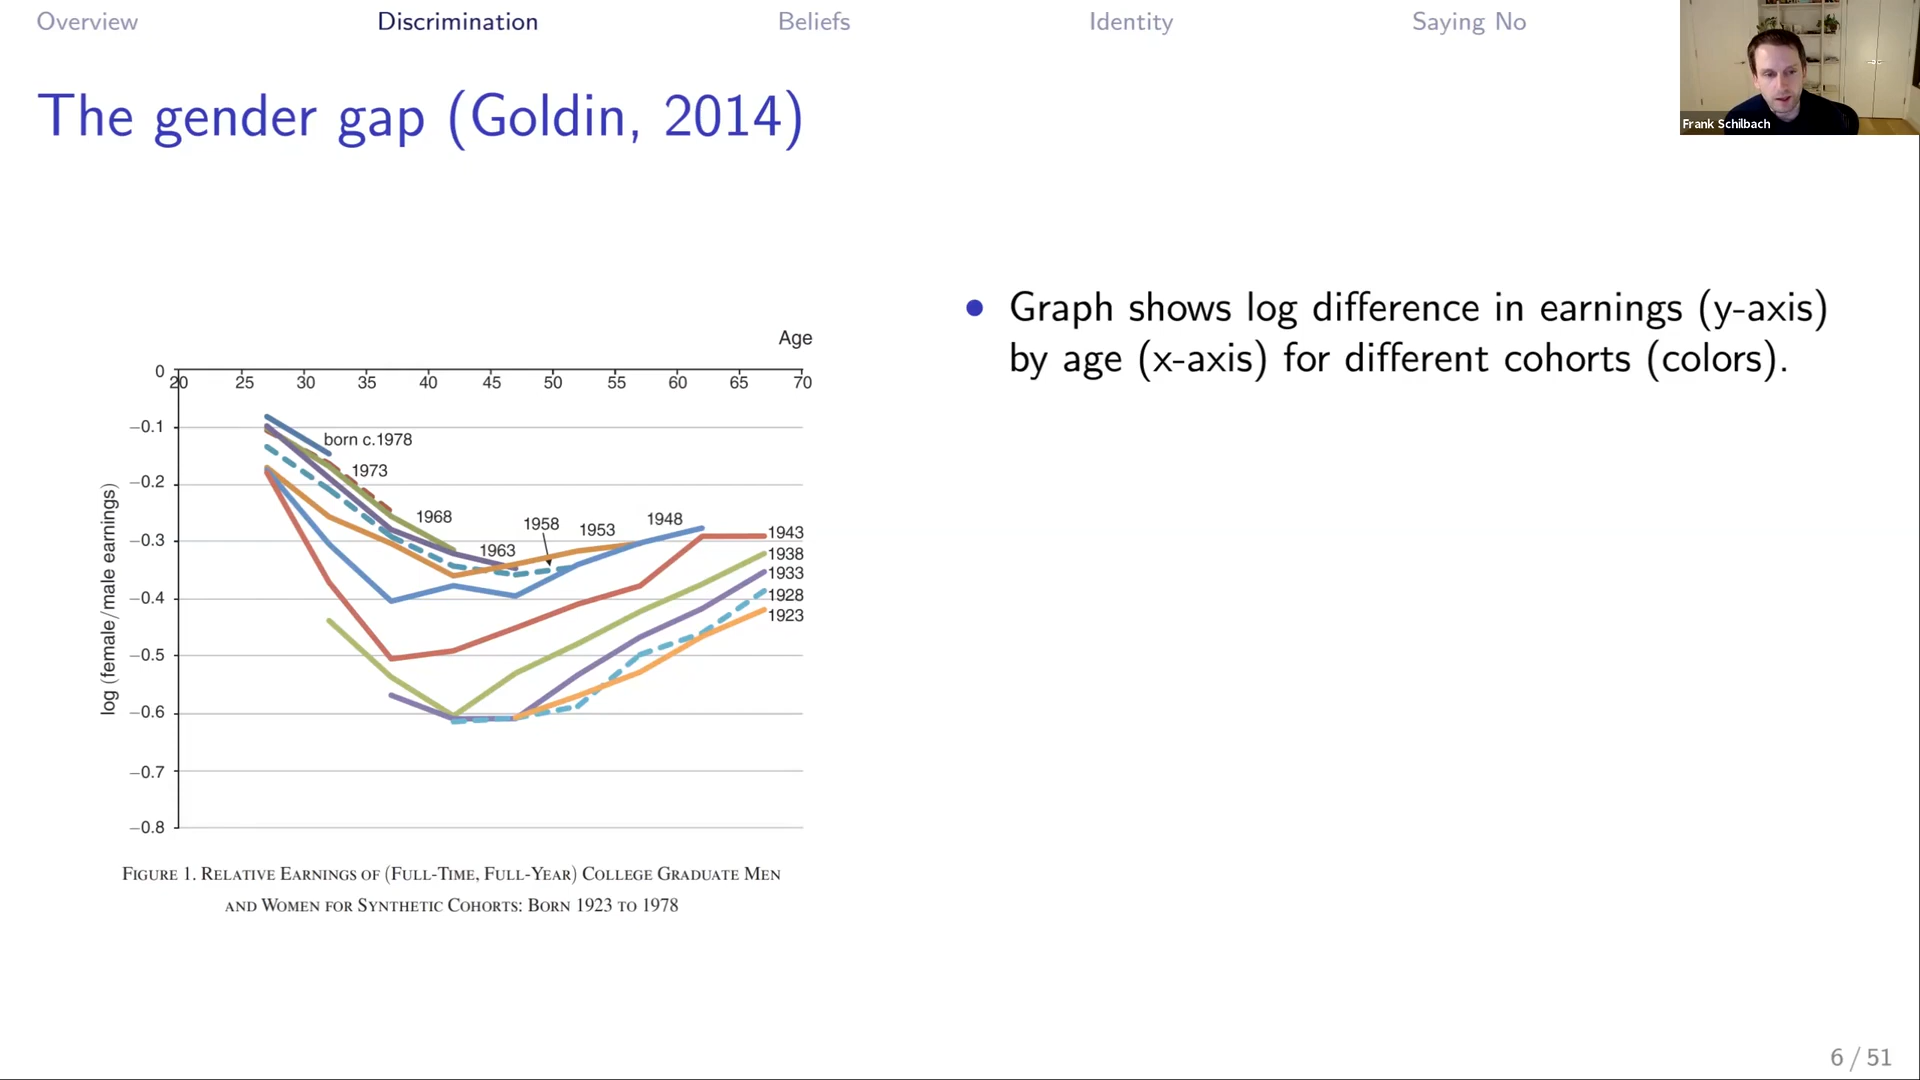 Overview Discrimination Beliefs Identity Saying No
Frank Schilbach
The gender gap (Goldin, 2014)
• Graph shows log difference in earnings (y-axis)
by age (x-axis) for different cohorts (colors).
Age
0
20 25 30 35 40 45 50 55 60 65 70
−0.1
−0.2
−0.3
−0.4
−0.5
−0.6
−0.7
−0.8
log (female/male earnings)
born c.1978
1973
1968
1963
1958
1953
1948
1943
1938
1933
1928
1923
FIGURE 1. RELATIVE EARNINGS OF (FULL-TIME, FULL-YEAR) COLLEGE GRADUATE MEN
AND WOMEN FOR SYNTHETIC COHORTS: BORN 1923 TO 1978
6 / 51